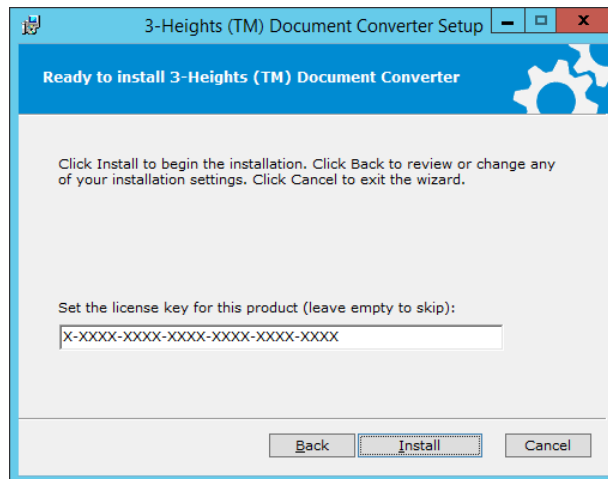 3-Heights (TM) Document Converter Setup
Ready to install 3-Heights (TM) Document Converter
Click Install to begin the installation. Click Back to review or change any
of your installation settings. Click Cancel to exit the wizard.
Set the license key for this product (leave empty to skip):
X-XXXX-XXXX-XXXX-XXXX-XXXX-XXXX
Back Install Cancel